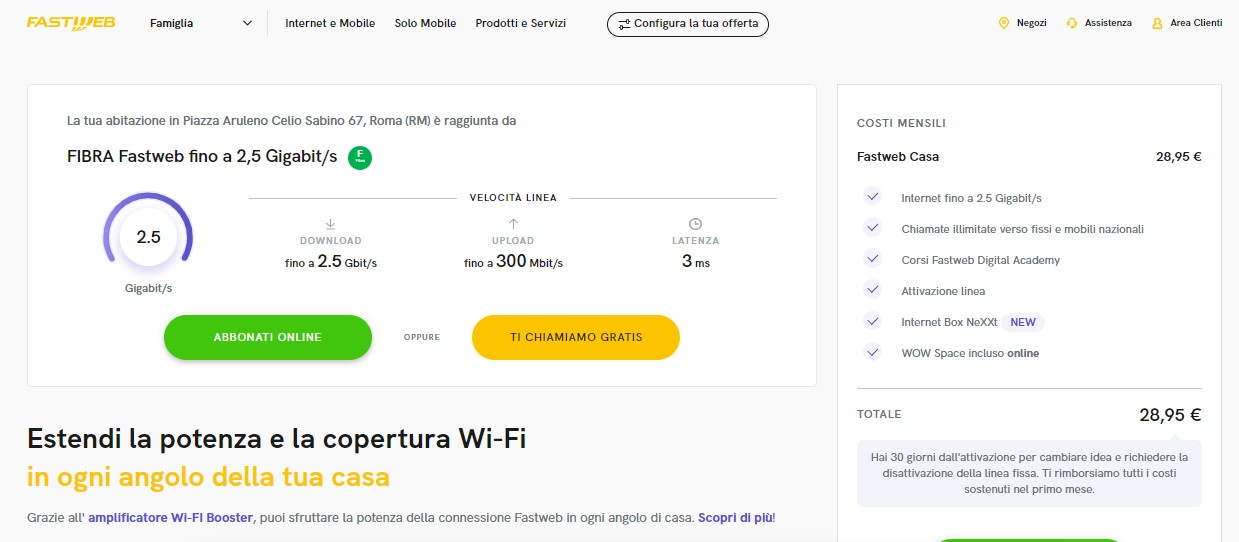 FASTWEB
Famiglia
Internet e Mobile
Solo Mobile
Prodotti e Servizi
Configura la tua offerta
Negozi
Assistenza
Area Clienti
La tua abitazione in Piazza Aruleno Celio Sabino 67, Roma (RM) è raggiunta da
FIBRA Fastweb fino a 2,5 Gigabit/s
F
2.5
Gigabit/s
VELOCITÀ LINEA
DOWNLOAD
fino a 2.5 Gbit/s
UPLOAD
fino a 300 Mbit/s
LATENZA
3 ms
ABBONATI ONLINE
OPPURE
TI CHIAMIAMO GRATIS
Estendi la potenza e la copertura Wi-Fi
in ogni angolo della tua casa
Grazie all' amplificatore Wi-FI Booster, puoi sfruttare la potenza della connessione Fastweb in ogni angolo di casa. Scopri di più!
COSTI MENSILI
Fastweb Casa 28,95 €
Internet fino a 2.5 Gigabit/s
Chiamate illimitate verso fissi e mobili nazionali
Corsi Fastweb Digital Academy
Attivazione linea
Internet Box NeXXt NEW
WOW Space incluso online
TOTALE 28,95 €
Hai 30 giorni dall'attivazione per cambiare idea e richiedere la
disattivazione della linea fissa. Ti rimborsiamo tutti i costi
sostenuti nel primo mese.